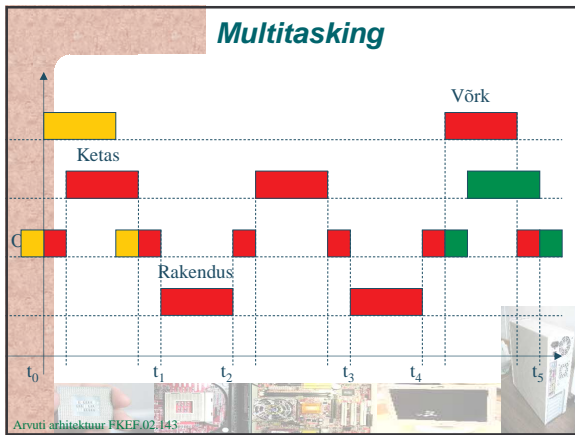 Multitasking
Võrk
Ketas
Rakendus
t0 t1 t2 t3 t4 t5
Arvuti arhitektuur FKEF.02.143